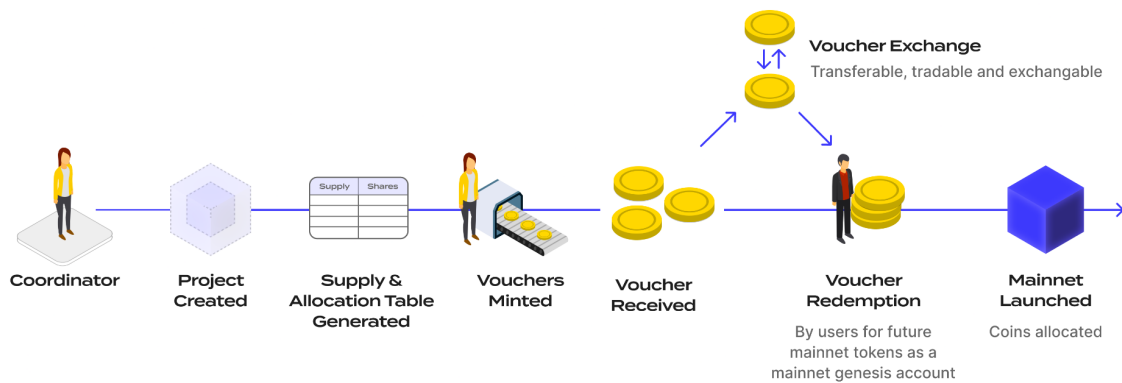 Voucher Exchange
Transferable, tradable and exchangable
Supply Shares
Coordinator
Project
Created
Supply &
Allocation Table
Generated
Vouchers
Minted
Voucher
Received
Voucher
Redemption
By users for future
mainnet tokens as a
mainnet genesis account
Mainnet
Launched
Coins allocated